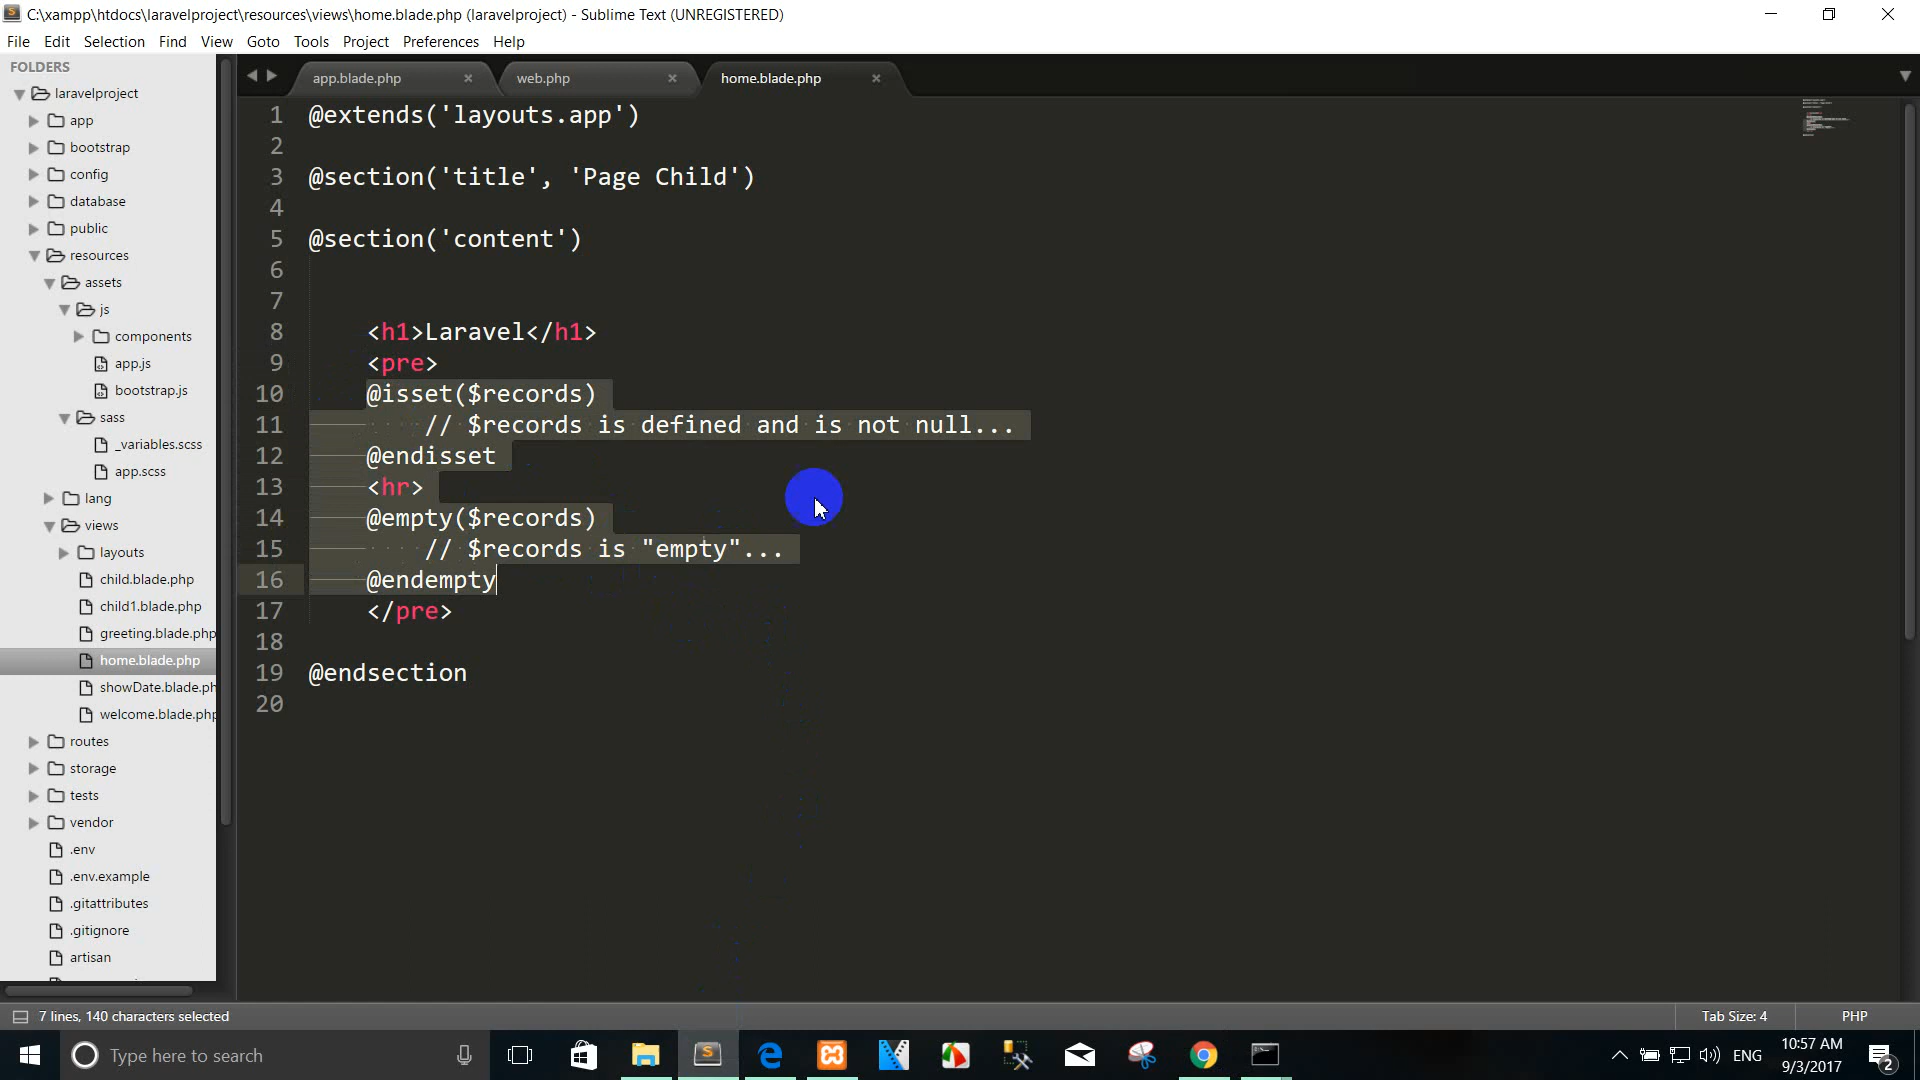 C:\xampp\htdocs\laravelproject\resources\views\home.blade.php (laravelproject) - Sublime Text (UNREGISTERED)
File Edit Selection Find View Goto Tools Project Preferences Help
FOLDERS
laravelproject
app
bootstrap
config
database
public
resources
assets
js
components
app.js
bootstrap.js
sass
_variables.scss
app.scss
lang
views
layouts
child.blade.php
child1.blade.php
greeting.blade.php
home.blade.php
showDate.blade.ph
welcome.blade.php
routes
storage
tests
vendor
.env
.env.example
.gitattributes
.gitignore
artisan
app.blade.php web.php home.blade.php
1 @extends('layouts.app')
2
3 @section('title', 'Page Child')
4
5 @section('content')
6
7
8 <h1>Laravel</h1>
9 <pre>
10 @isset($records)
11 // $records is defined and is not null...
12 @endisset
13 <hr>
14 @empty($records)
15 // $records is "empty"...
16 @endempty
17 </pre>
18
19 @endsection
20
7 lines, 140 characters selected
Tab Size: 4 PHP
Type here to search
ENG
10:57 AM
9/3/2017
2